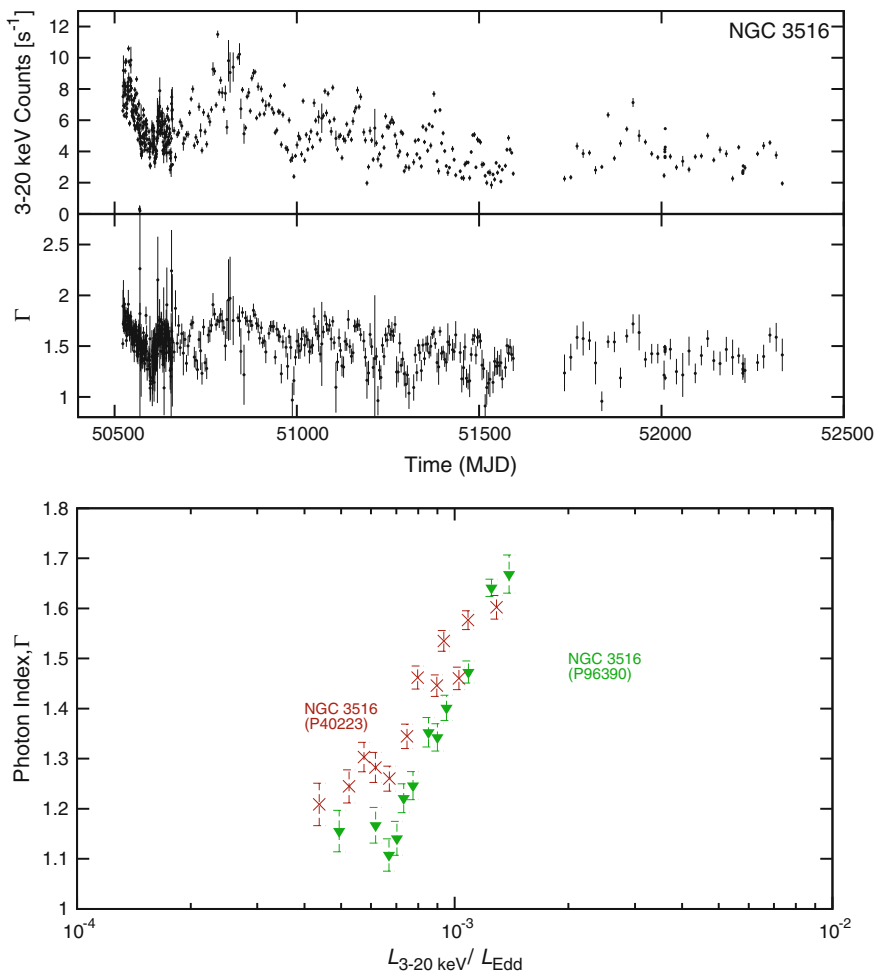 NGC 3516
3-20 keV Counts [s⁻¹]
12
10
8
6
4
2
0
Γ
2.5
2
1.5
1
50500 51000 51500 52000 52500
Time (MJD)
Photon Index, Γ
1.8
1.7
1.6
1.5
1.4
1.3
1.2
1.1
1
NGC 3516
(P96390)
NGC 3516
(P40223)
10⁻⁴ 10⁻³ 10⁻²
L₃₋₂₀ keV/ L_Edd